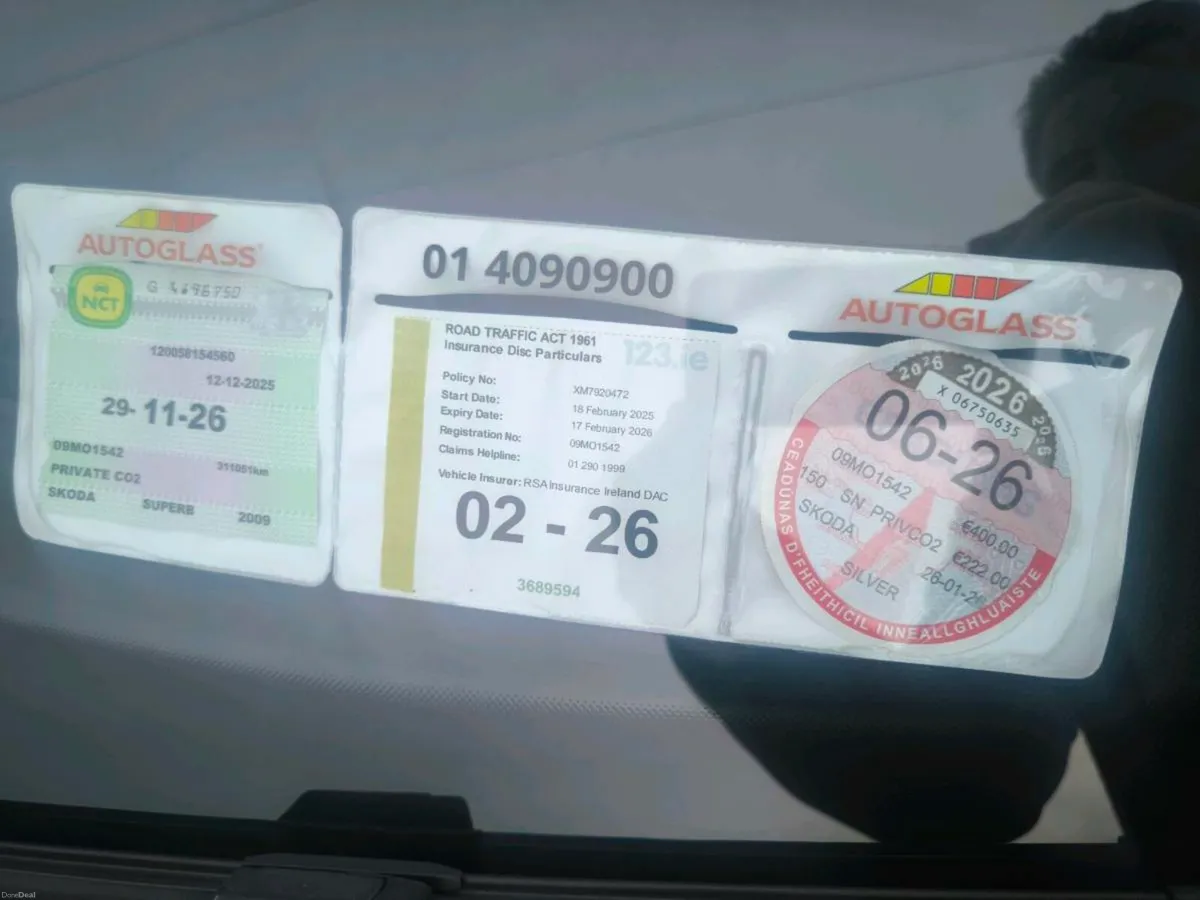 AUTOGLASS
NCT
120058154560
12-12-2025
29-11-26
09MO1542
311081km
PRIVATE CO2
SKODA SUPERB 2009
01 4090900
ROAD TRAFFIC ACT 1961
Insurance Disc Particulars
123.ie
Policy No: XM7920472
Start Date: 18 February 2025
Expiry Date: 17 February 2026
Registration No: 09MO1542
Claims Helpline: 01 290 1999
Vehicle Insurer: RSA Insurance Ireland DAC
02 - 26
3689594
AUTOGLASS
2026 2026 2026
X 06750635
06-26
09MO1542
150 SN PRIVCO2 €400.00
SKODA €222.00
SILVER
CEADÚNAS D'FHEITHICIL INNEALLGHLUAISTE
DoneDeal